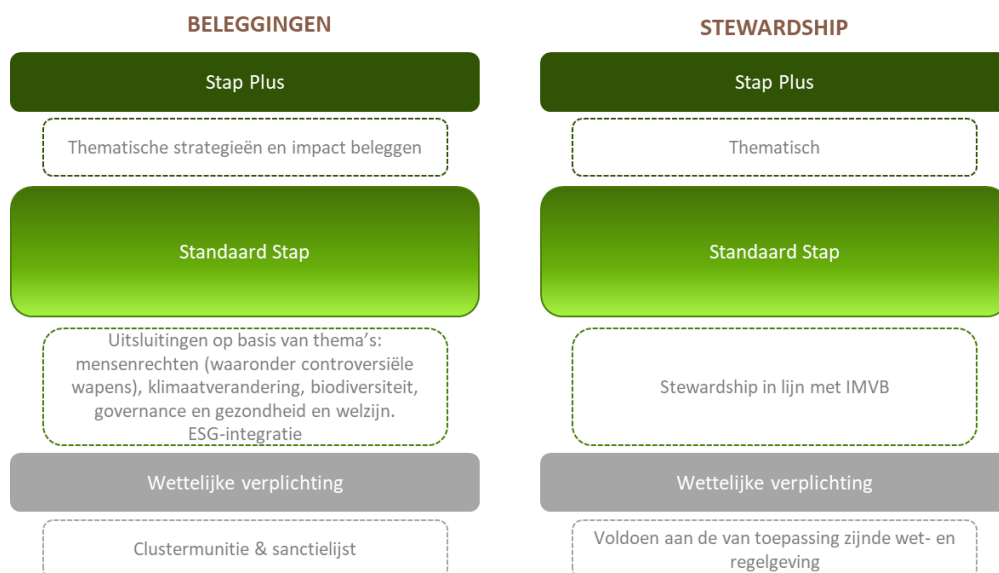 BELEGGINGEN
Stap Plus
Thematische strategieën en impact beleggen
Standaard Stap
Uitsluitingen op basis van thema's:
mensenrechten (waaronder controversiële
wapens), klimaatverandering, biodiversiteit,
governance en gezondheid en welzijn.
ESG-integratie
Wettelijke verplichting
Clustermunitie & sanctielijst
STEWARDSHIP
Stap Plus
Thematisch
Standaard Stap
Stewardship in lijn met IMVB
Wettelijke verplichting
Voldoen aan de van toepassing zijnde wet- en
regelgeving